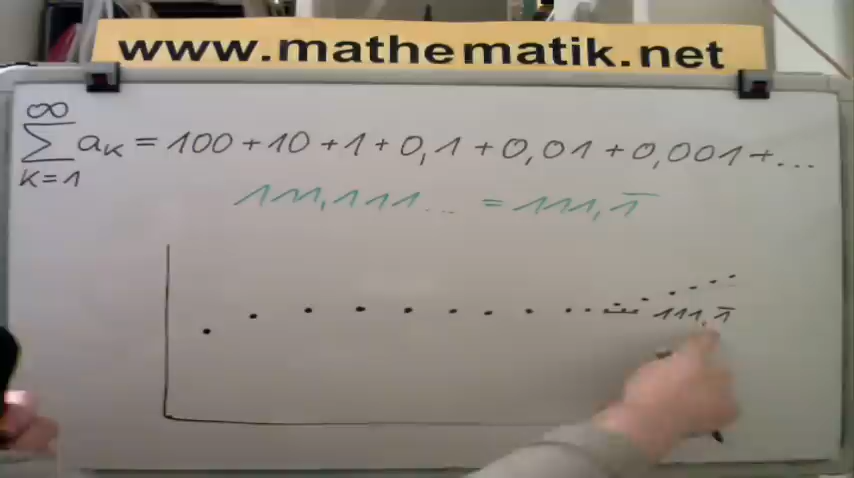 www.mathematik.net
∞
∑ aₖ = 100 + 10 + 1 + 0,1 + 0,01 + 0,001 + ...
K = 1
111,111... = 111,1̅
111,1̅